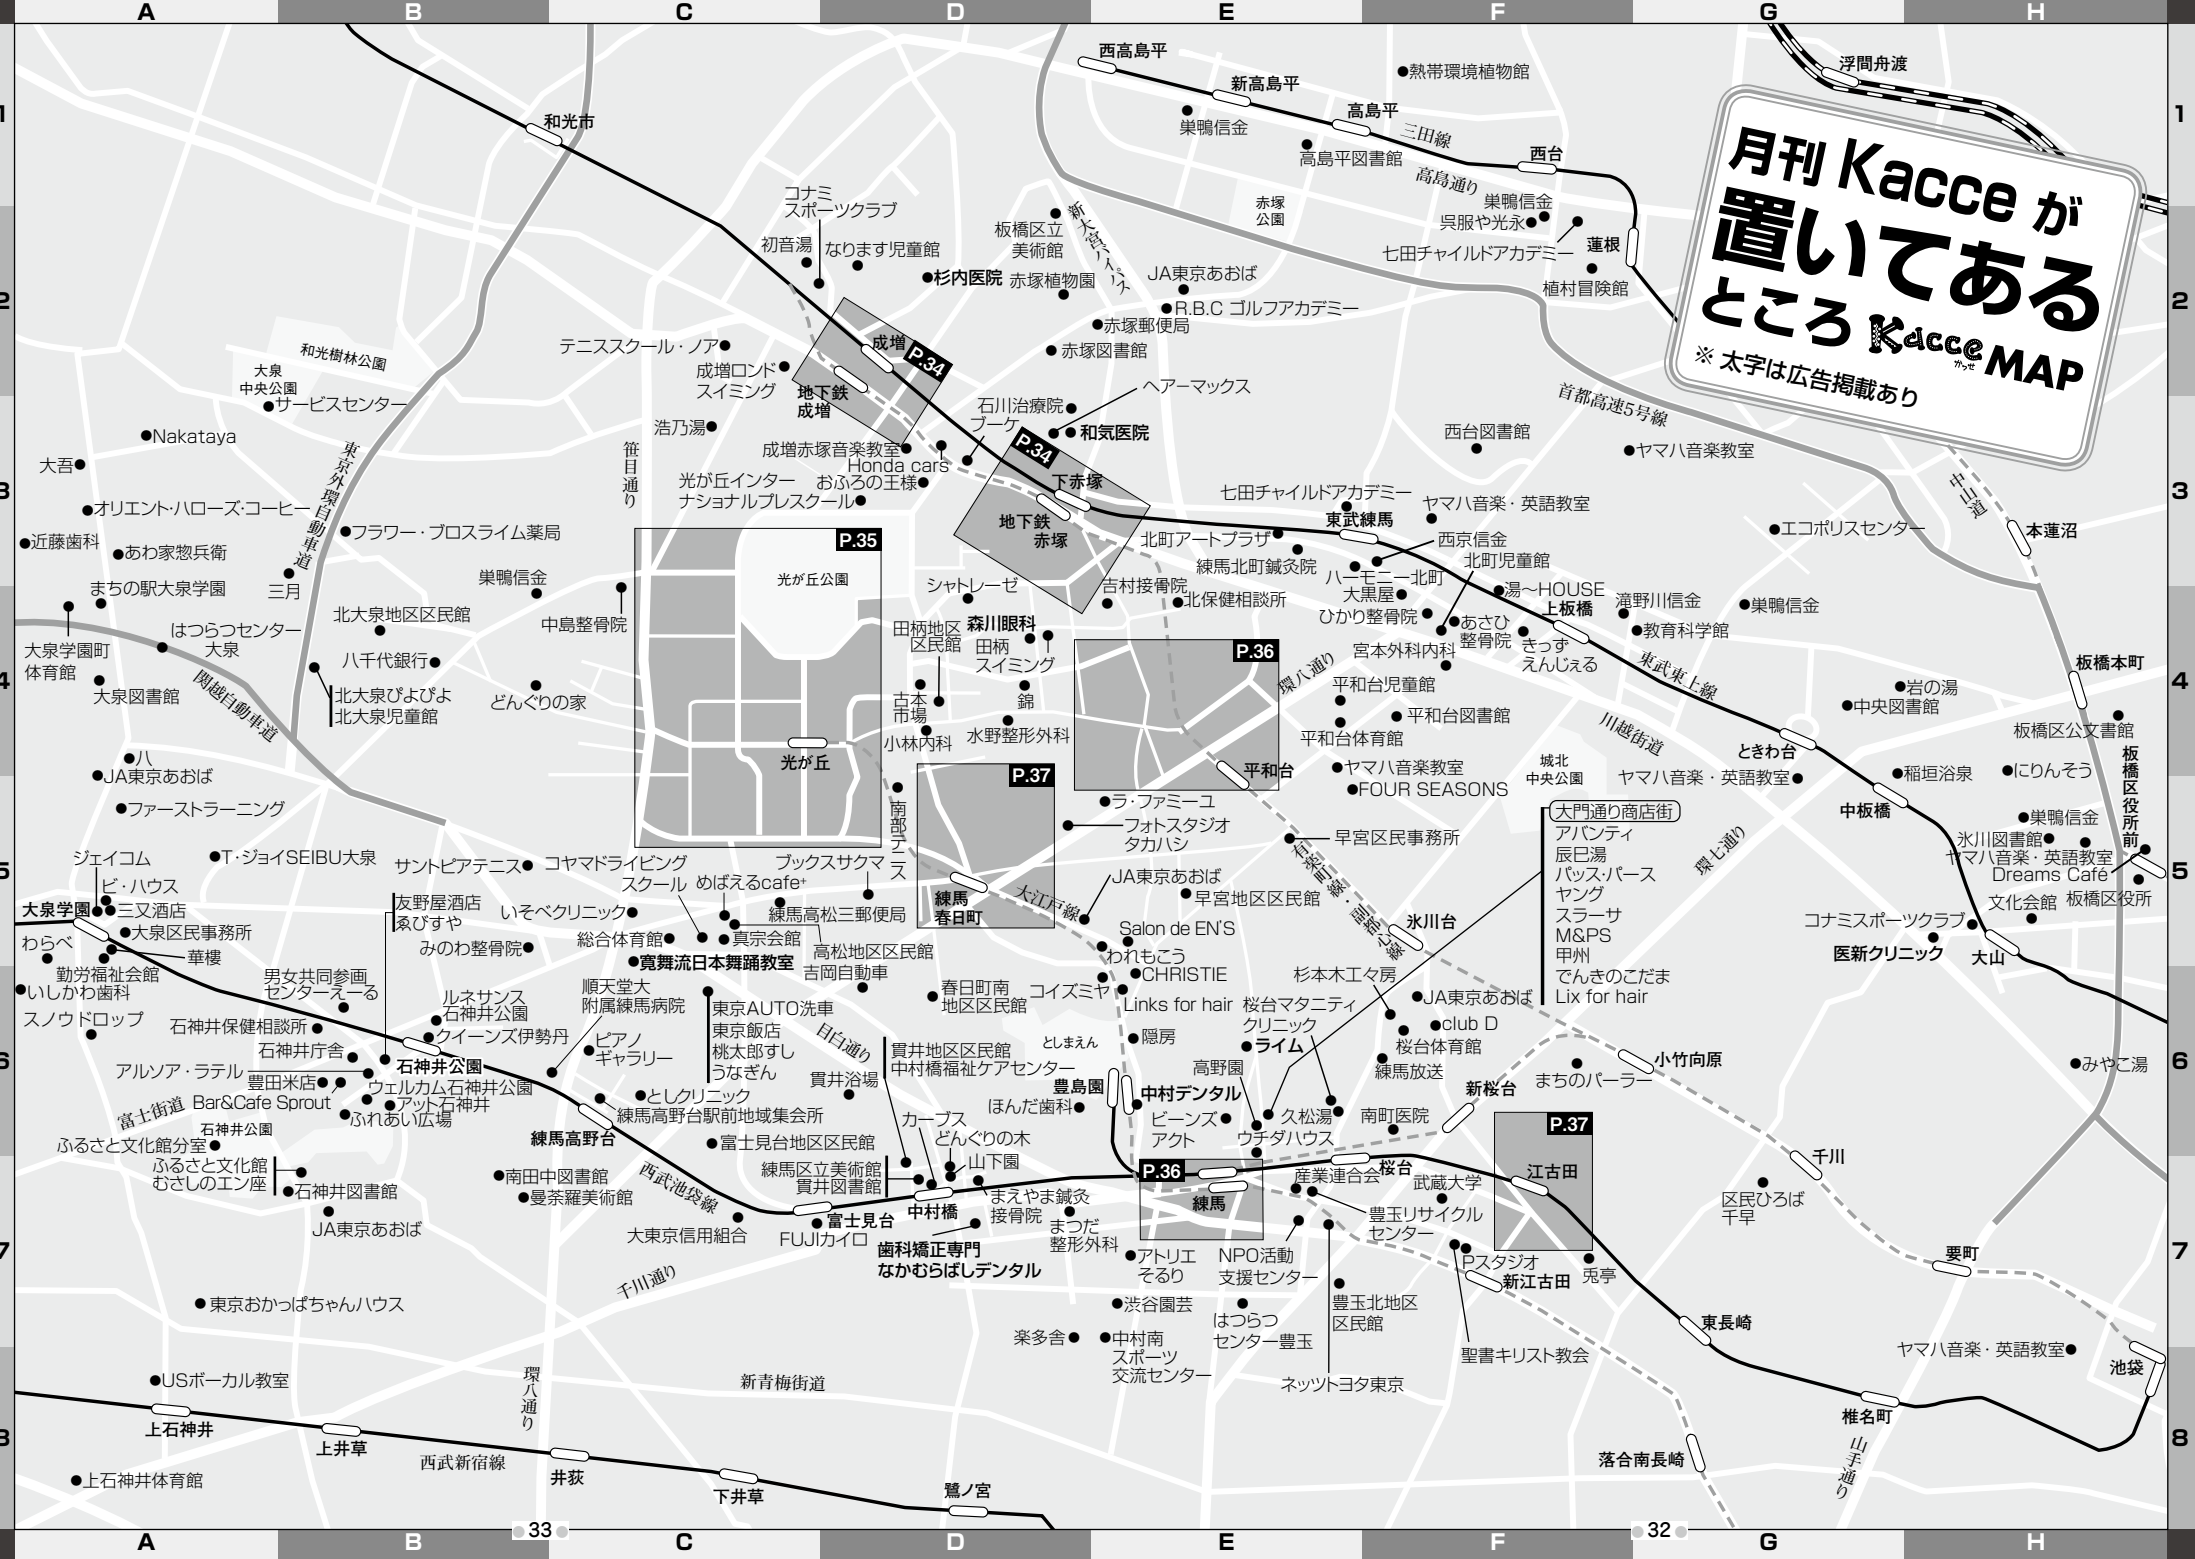 A
B
C
D
E
F
G
H
1
2
3
4
5
6
7
8
月刊 Kacce が
置いてある
ところ Kacce MAP
かっせ
※ 太字は広告掲載あり
西高島平
新高島平
高島平
熱帯環境植物館
浮間舟渡
巣鴨信金
高島平図書館
三田線
高島通り
西台
和光市
コナミ
スポーツクラブ
初音湯
なります児童館
杉内医院
板橋区立
美術館
赤塚植物園
新大宮バイパス
赤塚
公園
JA東京あおば
R.B.C ゴルフアカデミー
赤塚郵便局
赤塚図書館
巣鴨信金
呉服や光永
七田チャイルドアカデミー
蓮根
植村冒険館
和光樹林公園
大泉
中央公園
サービスセンター
テニススクール・ノア
成増ロンド
スイミング
成増
P.34
地下鉄
成増
ヘアーマックス
石川治療院
ブーケ
和気医院
首都高速5号線
Nakataya
大吾
オリエント・ハローズ・コーヒー
近藤歯科
あわ家惣兵衛
東京外環自動車道
フラワー・ブロスライム薬局
三月
浩乃湯
笹目通り
成増赤塚音楽教室
Honda cars
おふろの王様
光が丘インター
ナショナルプレスクール
P.34
下赤塚
地下鉄
赤塚
七田チャイルドアカデミー
東武練馬
ヤマハ音楽・英語教室
西台図書館
ヤマハ音楽教室
エコポリスセンター
中山道
本蓮沼
北町アートプラザ
練馬北町鍼灸院
西京信金
北町児童館
ハーモニー北町
大黒屋
ひかり整骨院
湯〜HOUSE
上板橋
あさひ
整骨院
きっず
えんじぇる
滝野川信金
教育科学館
巣鴨信金
まちの駅大泉学園
大泉学園町
体育館
はつらつセンター
大泉
大泉図書館
関越自動車道
北大泉地区区民館
八千代銀行
北大泉ぴよぴよ
北大泉児童館
巣鴨信金
どんぐりの家
中島整骨院
P.35
光が丘公園
光が丘
シャトレーゼ
吉村接骨院
北保健相談所
田柄地区
区民館
森川眼科
田柄
スイミング
古本
市場
錦
小林内科
水野整形外科
P.36
環八通り
平和台
宮本外科内科
平和台児童館
平和台図書館
平和台体育館
ヤマハ音楽教室
FOUR SEASONS
東武東上線
川越街道
城北
中央公園
ときわ台
ヤマハ音楽・英語教室
板橋本町
岩の湯
中央図書館
板橋区公文書館
八
JA東京あおば
ファーストラーニング
ジェイコム
T・ジョイSEIBU大泉
ビ・ハウス
大泉学園
三又酒店
わらべ
大泉区民事務所
華樓
勤労福祉会館
いしかわ歯科
スノウドロップ
サントピアテニス
友野屋酒店
ゑびすや
いそべクリニック
みのわ整骨院
コヤマドライビング
スクール
めばえるcafe+
ブックスサクマ
南部テニス
P.37
練馬
春日町
大江戸線
練馬高松三郵便局
総合体育館
真宗会館
高松地区区民館
寛舞流日本舞踊教室
吉岡自動車
ラ・ファミーユ
フォトスタジオ
タカハシ
JA東京あおば
早宮区民事務所
早宮地区区民館
有楽町線・副都心線
氷川台
大門通り商店街
アバンティ
辰巳湯
パッス・パース
ヤング
スラーサ
M&PS
甲州
でんきのこだま
Lix for hair
環七通り
中板橋
稲垣浴泉
にりんそう
板橋区役所前
巣鴨信金
氷川図書館
ヤマハ音楽・英語教室
Dreams Café
板橋区役所
文化会館
コナミスポーツクラブ
医新クリニック
大山
男女共同参画
センターえーる
石神井保健相談所
石神井庁舎
ルネサンス
石神井公園
クイーンズ伊勢丹
石神井公園
アルソア・ラテル
豊田米店
ウェルカム石神井公園
Bar&Cafe Sprout
アット石神井
ふれあい広場
富士街道
石神井公園
順天堂大
附属練馬病院
ピアノ
ギャラリー
東京AUTO洗車
東京飯店
桃太郎すし
うなぎん
目白通り
春日町南
地区区民館
Salon de EN'S
われもこう
CHRISTIE
コイズミヤ
Links for hair
杉本木工々房
桜台マタニティ
クリニック
JA東京あおば
club D
桜台体育館
練馬放送
としまえん
隠房
ライム
高野園
豊島園
中村デンタル
ビーンズ
アクト
ウチダハウス
久松湯
南町医院
新桜台
まちのパーラー
小竹向原
みやこ湯
貫井地区区民館
中村橋福祉ケアセンター
貫井浴場
ほんだ歯科
としクリニック
練馬高野台駅前地域集会所
練馬高野台
富士見台地区区民館
カーブス
どんぐりの木
山下園
練馬区立美術館
貫井図書館
まえやま鍼灸
接骨院
まつだ
整形外科
ふるさと文化館分室
ふるさと文化館
むさしのエン座
石神井図書館
JA東京あおば
南田中図書館
曼荼羅美術館
西武池袋線
大東京信用組合
FUJIカイロ
富士見台
中村橋
歯科矯正専門
なかむらばしデンタル
P.36
練馬
産業連合会
桜台
武蔵大学
豊玉リサイクル
センター
P.37
江古田
Pスタジオ
新江古田
兎亭
千川
区民ひろば
千早
要町
アトリエ
そるり
NPO活動
支援センター
渋谷園芸
はつらつ
センター豊玉
豊玉北地区
区民館
楽多舎
中村南
スポーツ
交流センター
ネッツトヨタ東京
聖書キリスト教会
東長崎
ヤマハ音楽・英語教室
池袋
東京おかっぱちゃんハウス
千川通り
USボーカル教室
環八通り
新青梅街道
上石神井
上井草
西武新宿線
井荻
下井草
鷺ノ宮
上石神井体育館
落合南長崎
椎名町
山手通り
33
32
A
B
C
D
E
F
G
H
1
2
3
4
5
6
7
8